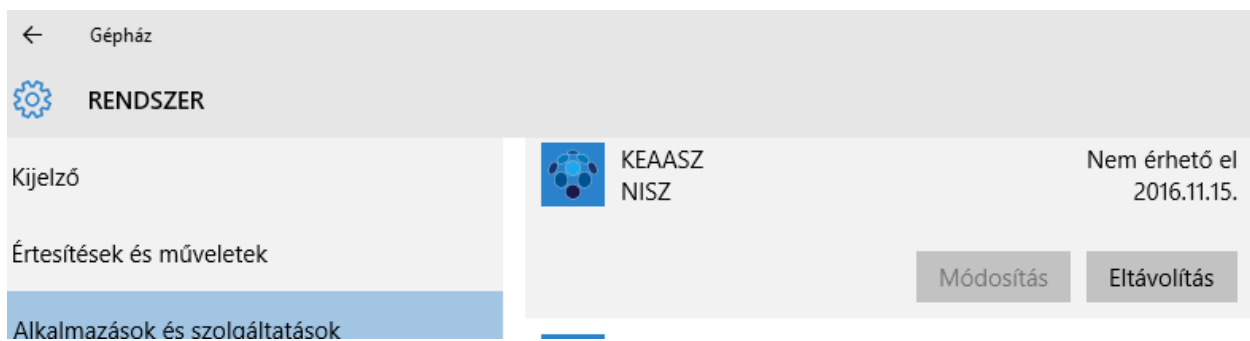 Gépház
RENDSZER
Kijelző
Értesítések és műveletek
Alkalmazások és szolgáltatások
KEAASZ
NISZ
Nem érhető el
2016.11.15.
Módosítás
Eltávolítás